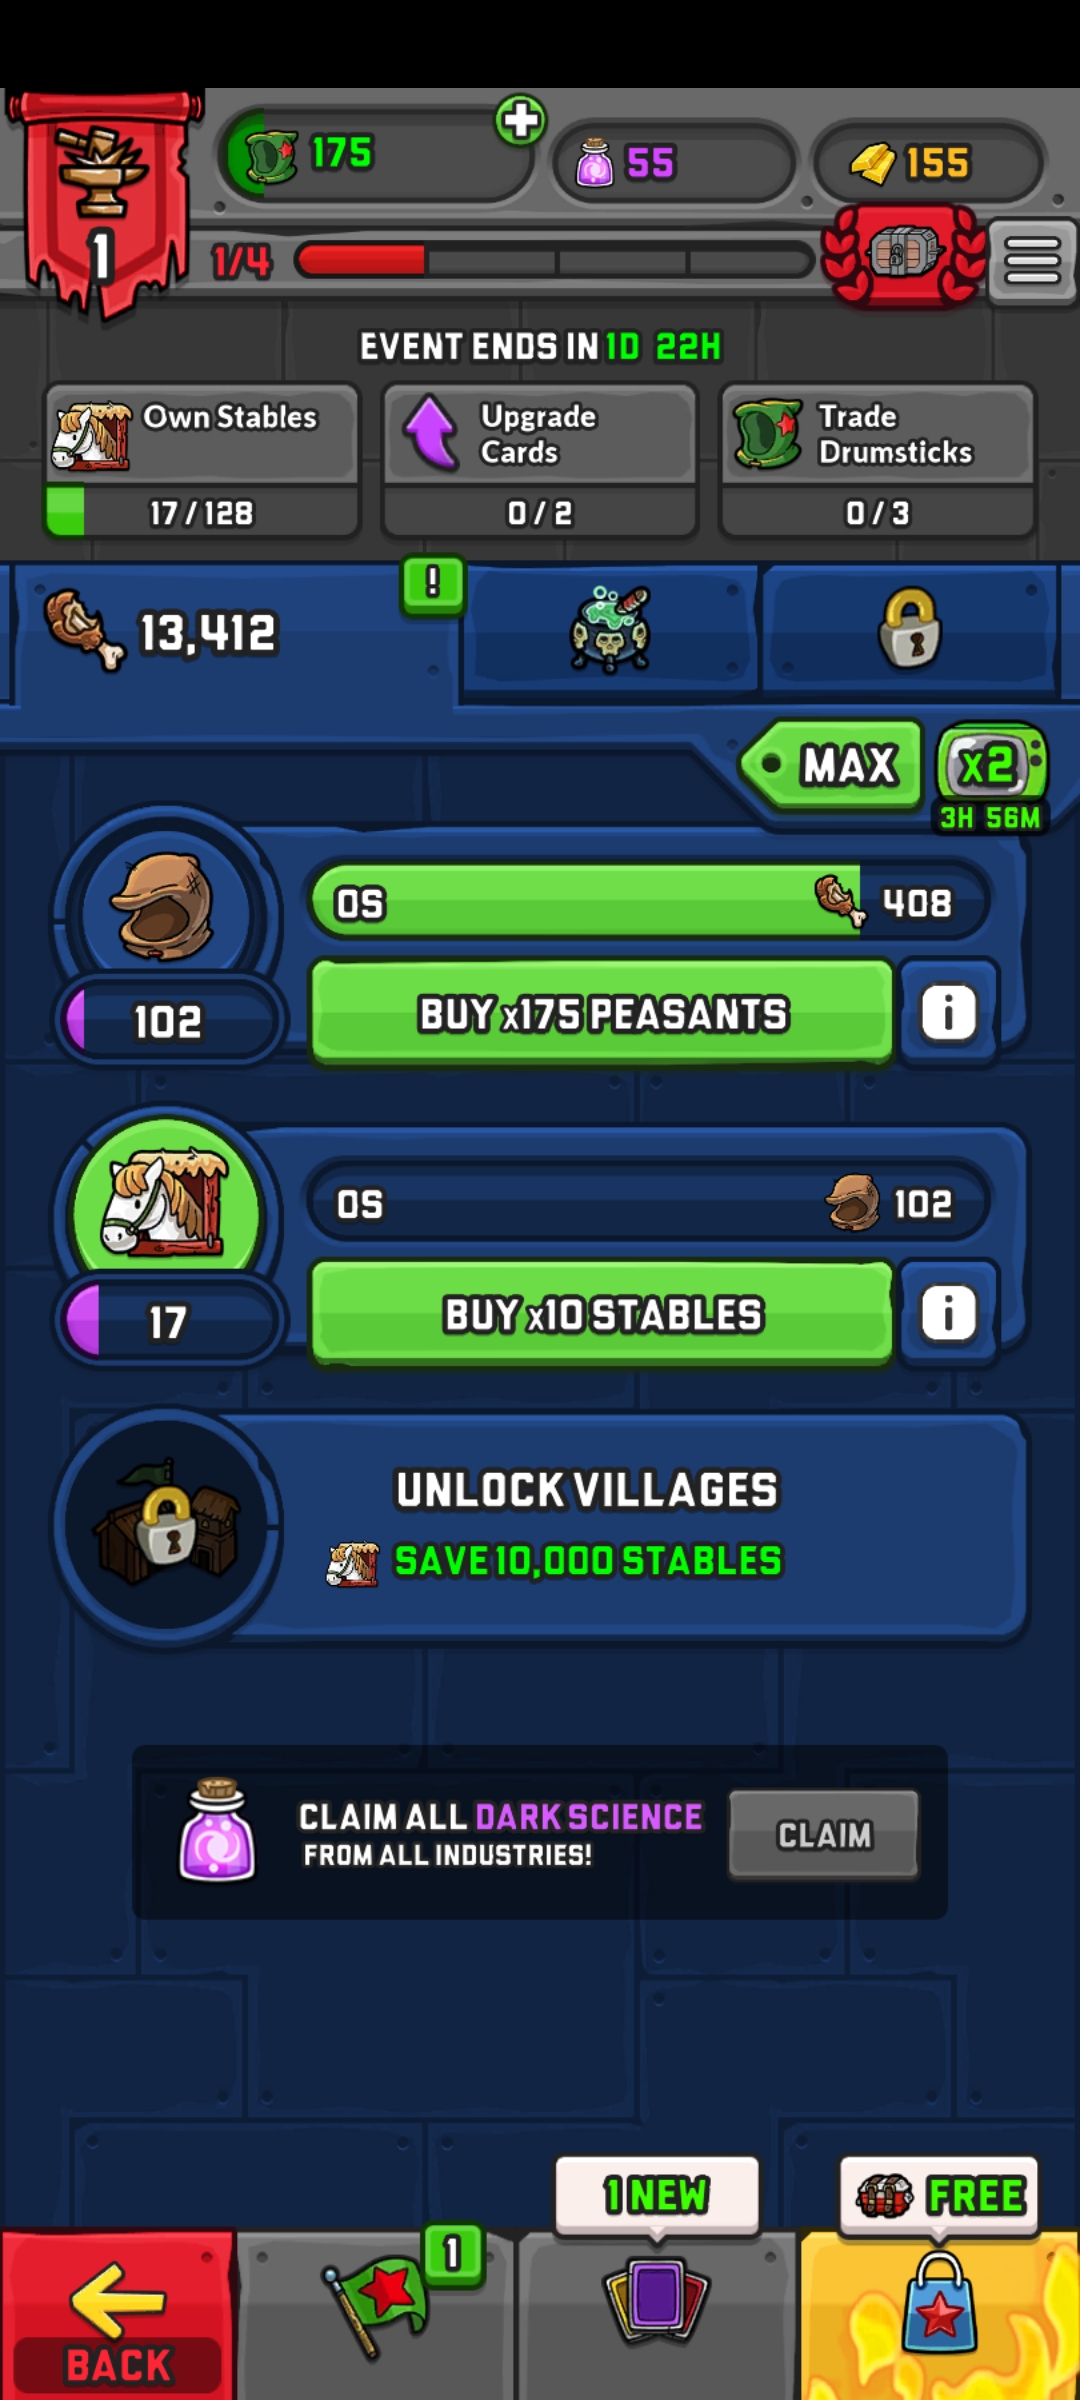 175
55
155
1
1/4
EVENT ENDS IN 1D 22H
Own Stables
17 / 128
Upgrade
Cards
0 / 2
Trade
Drumsticks
0 / 3
13,412
!
MAX
x2
3H 56M
0S
408
102
BUY x175 PEASANTS
i
0S
102
17
BUY x10 STABLES
i
UNLOCK VILLAGES
SAVE 10,000 STABLES
CLAIM ALL DARK SCIENCE
FROM ALL INDUSTRIES!
CLAIM
1 NEW
FREE
1
BACK